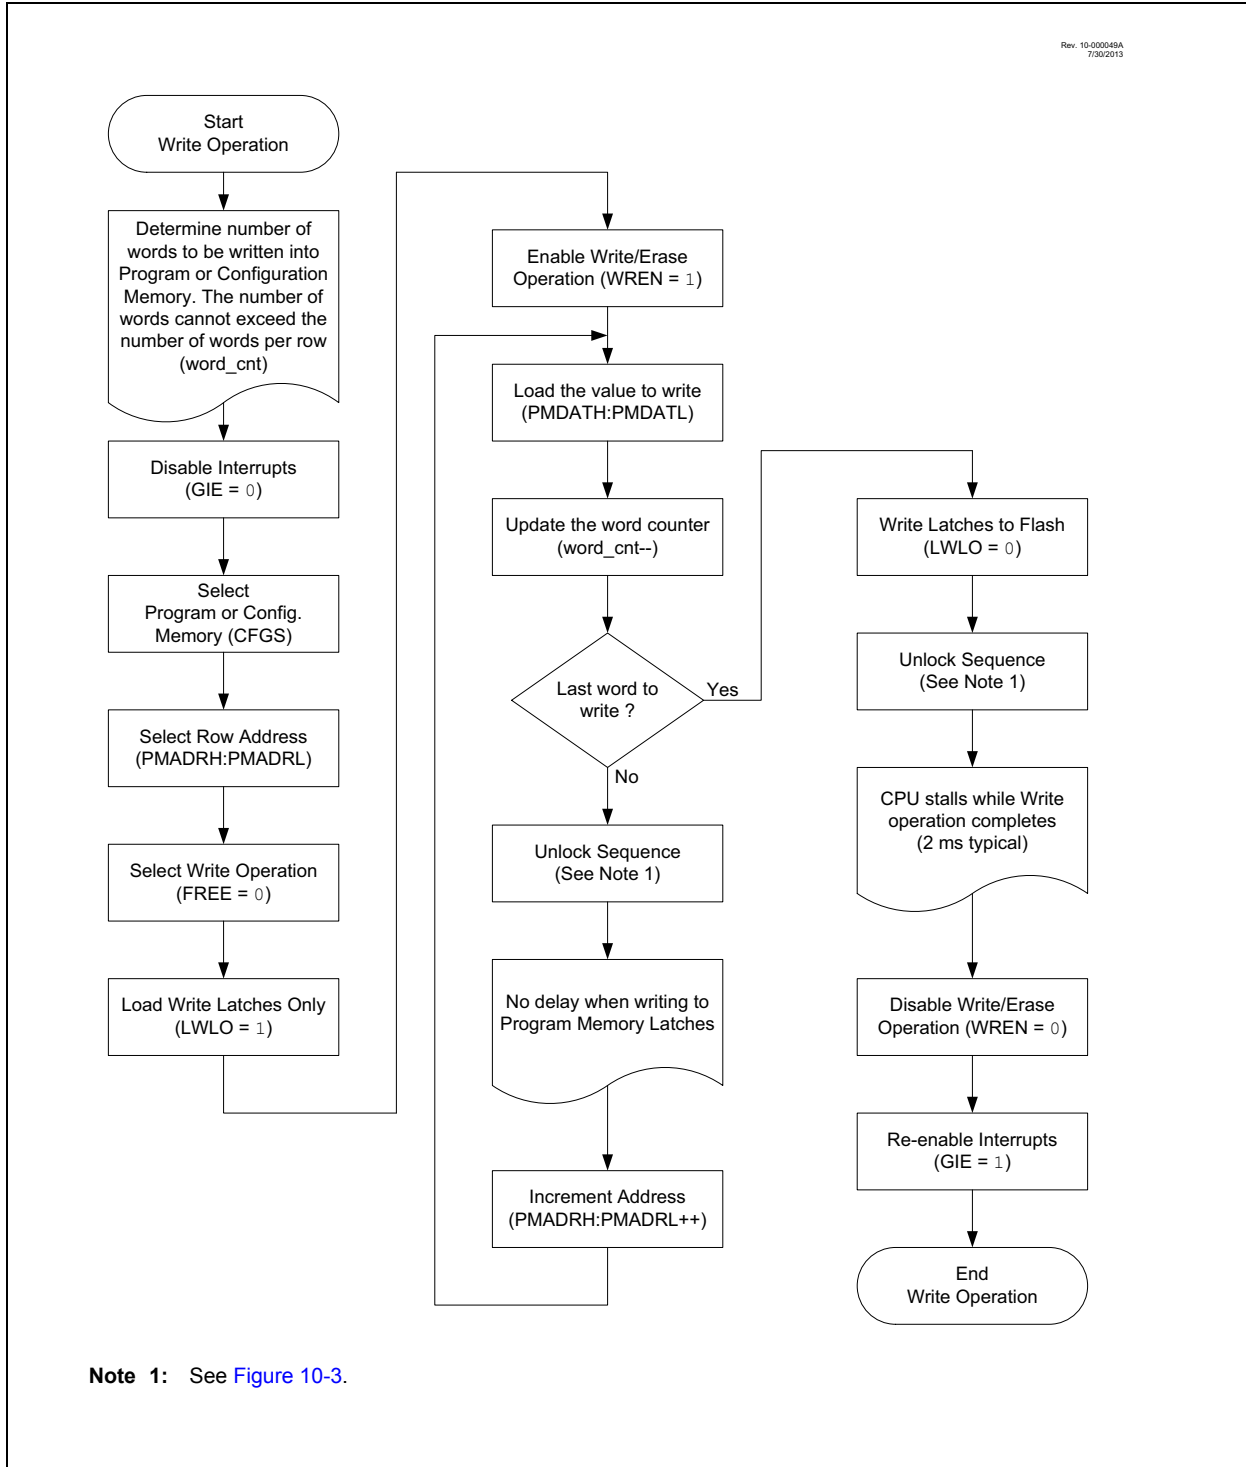 Rev. 10-000049A
7/30/2013
Start
Write Operation
Determine number of
words to be written into
Program or Configuration
Memory. The number of
words cannot exceed the
number of words per row
(word_cnt)
Disable Interrupts
(GIE = 0)
Select
Program or Config.
Memory (CFGS)
Select Row Address
(PMADRH:PMADRL)
Select Write Operation
(FREE = 0)
Load Write Latches Only
(LWLO = 1)
Enable Write/Erase
Operation (WREN = 1)
Load the value to write
(PMDATH:PMDATL)
Update the word counter
(word_cnt--)
Last word to
write ?
Yes
No
Unlock Sequence
(See Note 1)
No delay when writing to
Program Memory Latches
Increment Address
(PMADRH:PMADRL++)
Write Latches to Flash
(LWLO = 0)
Unlock Sequence
(See Note 1)
CPU stalls while Write
operation completes
(2 ms typical)
Disable Write/Erase
Operation (WREN = 0)
Re-enable Interrupts
(GIE = 1)
End
Write Operation
Note 1: See Figure 10-3.